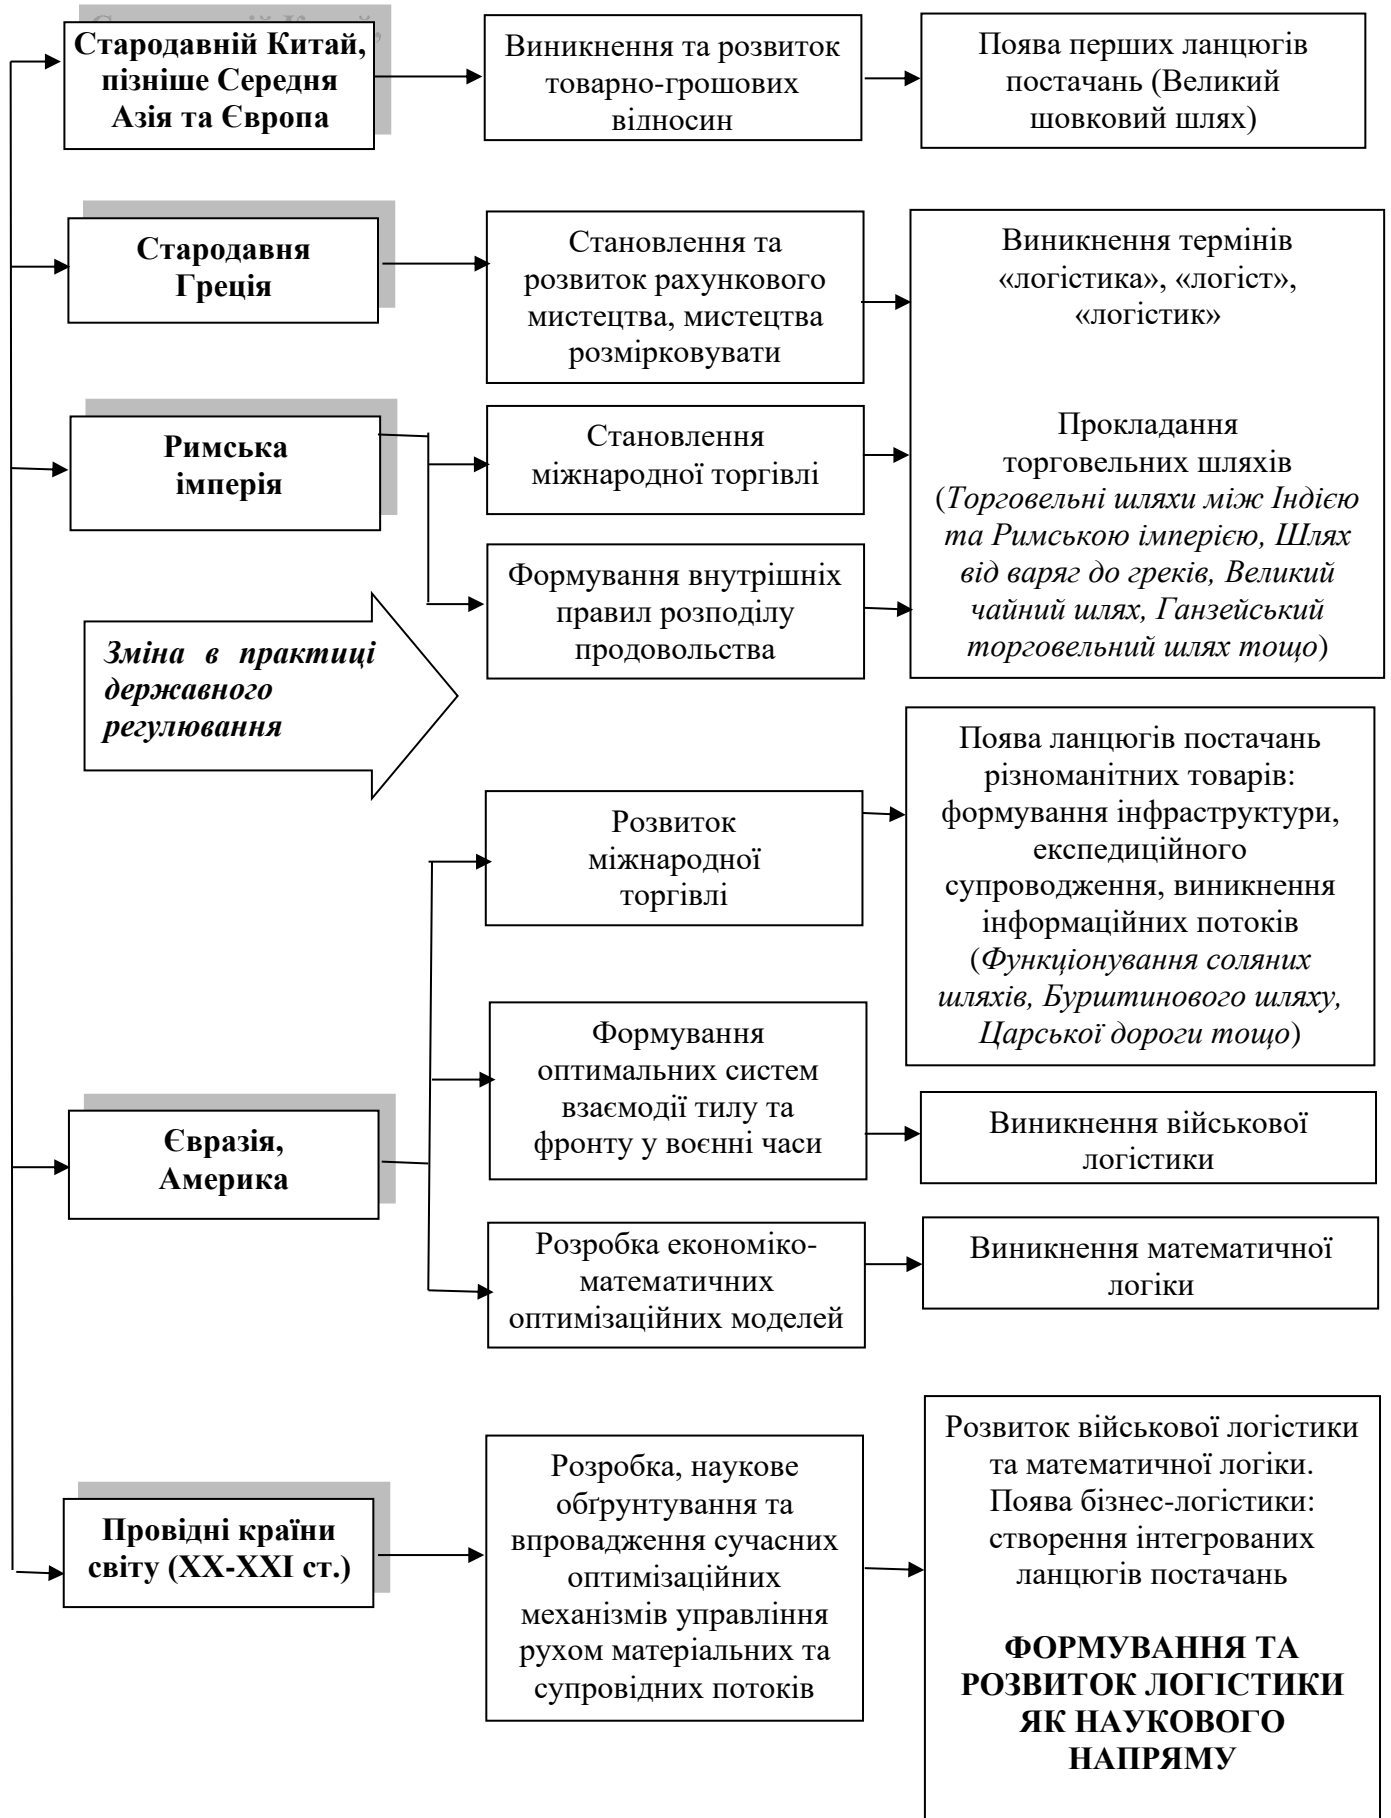 Стародавній Китай,
пізніше Середня
Азія та Європа
Виникнення та розвиток
товарно-грошових
відносин
Поява перших ланцюгів
постачань (Великий
шовковий шлях)
Стародавня
Греція
Становлення та
розвиток рахункового
мистецтва, мистецтва
розмірковувати
Виникнення термінів
«логістика», «логіст»,
«логістик»
Римська
імперія
Становлення
міжнародної торгівлі
Формування внутрішніх
правил розподілу
продовольства
Прокладання
торговельних шляхів
(Торговельні шляхи між Індією
та Римською імперією, Шлях
від варяг до греків, Великий
чайний шлях, Ганзейський
торговельний шлях тощо)
Зміна в практиці
державного
регулювання
Розвиток
міжнародної
торгівлі
Поява ланцюгів постачань
різноманітних товарів:
формування інфраструктури,
експедиційного
супроводження, виникнення
інформаційних потоків
(Функціонування соляних
шляхів, Бурштинового шляху,
Царської дороги тощо)
Євразія,
Америка
Формування
оптимальних систем
взаємодії тилу та
фронту у воєнні часи
Виникнення військової
логістики
Розробка економіко-
математичних
оптимізаційних моделей
Виникнення математичної
логіки
Провідні країни
світу (ХХ-ХХІ ст.)
Розробка, наукове
обґрунтування та
впровадження сучасних
оптимізаційних
механізмів управління
рухом матеріальних та
супровідних потоків
Розвиток військової логістики
та математичної логіки.
Поява бізнес-логістики:
створення інтегрованих
ланцюгів постачань
ФОРМУВАННЯ ТА
РОЗВИТОК ЛОГІСТИКИ
ЯК НАУКОВОГО
НАПРЯМУ